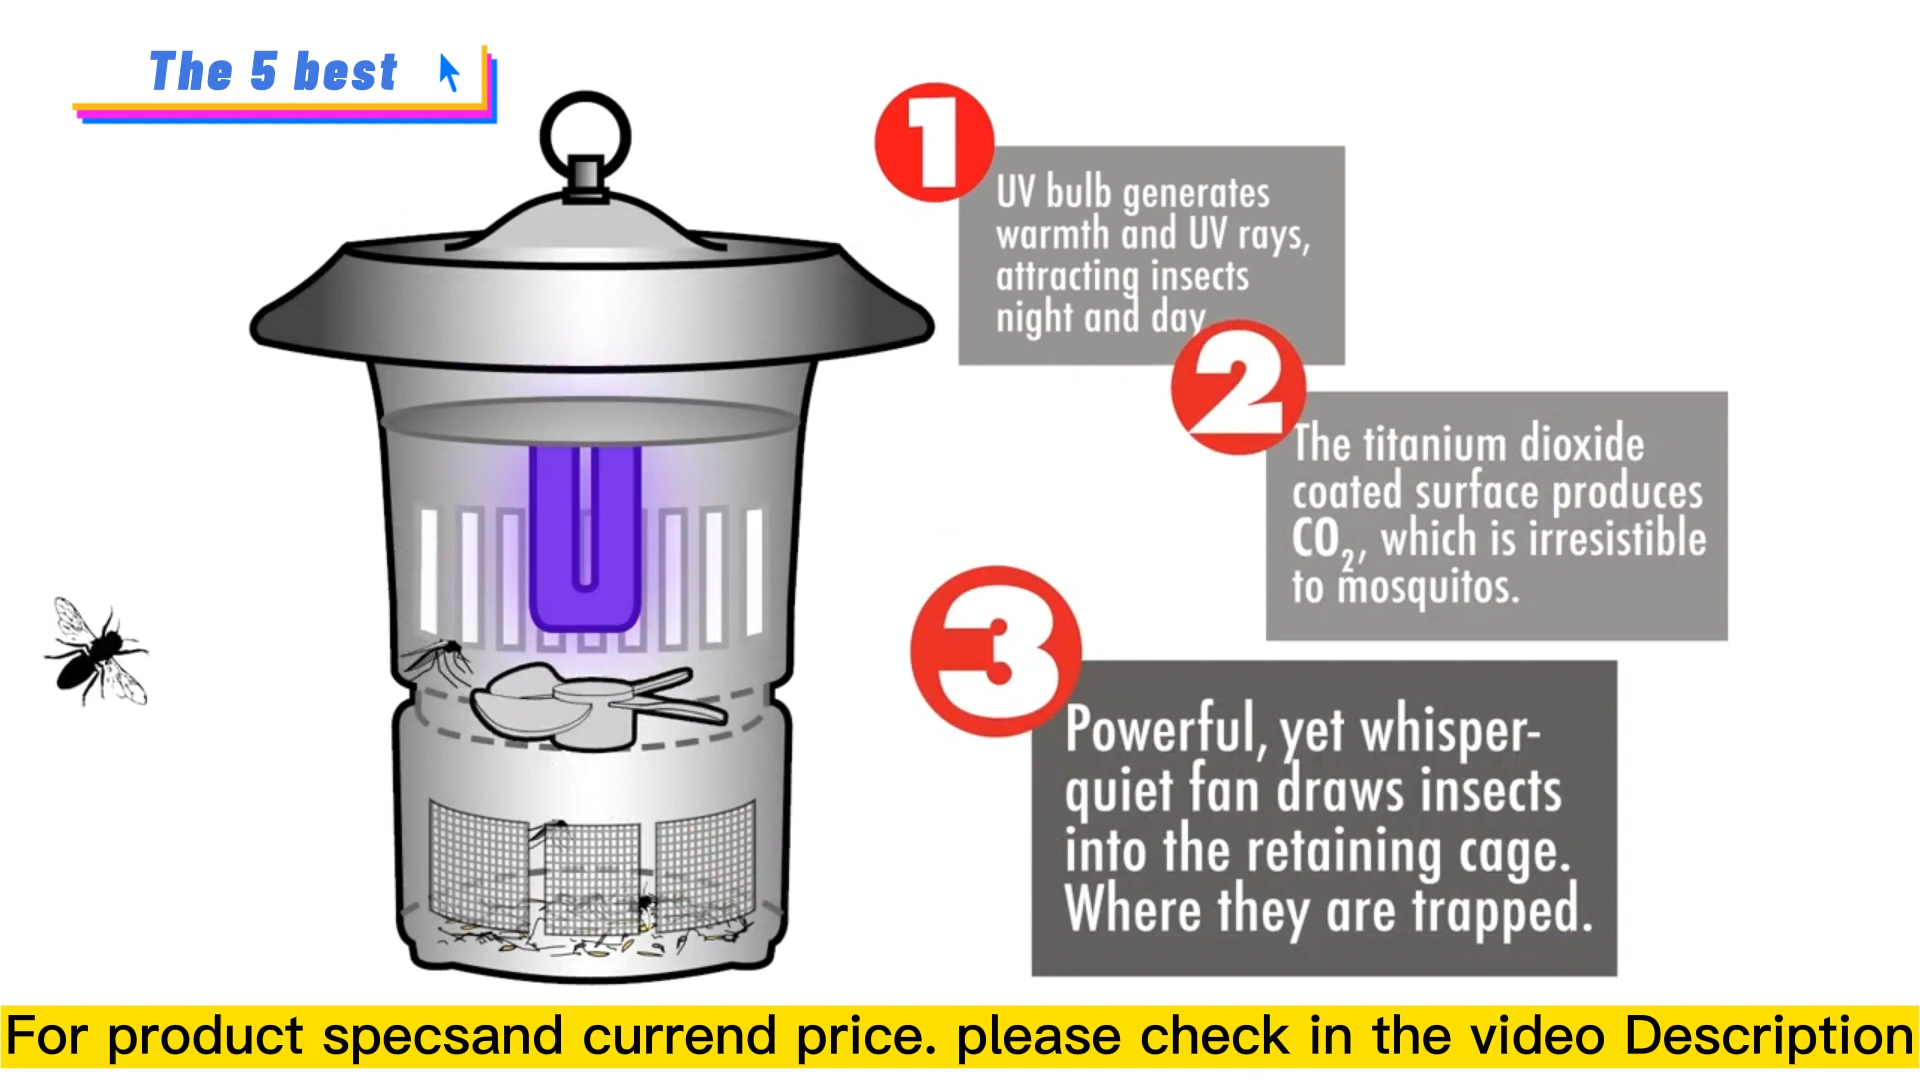 The 5 best
1
UV bulb generates
warmth and UV rays,
attracting insects
night and day
2
The titanium dioxide
coated surface produces
CO2, which is irresistible
to mosquitos.
3
Powerful, yet whisper-
quiet fan draws insects
into the retaining cage.
Where they are trapped.
For product specsand currend price. please check in the video Description